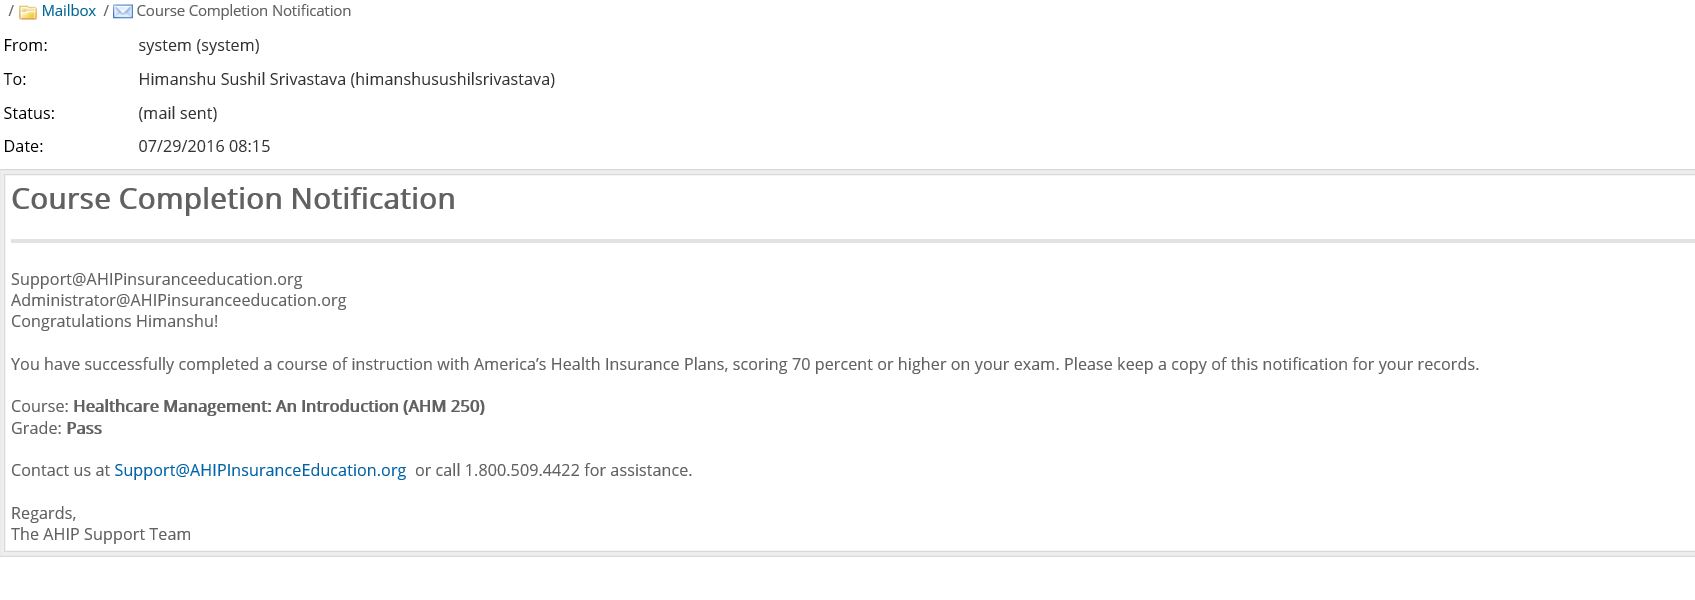 / Mailbox / Course Completion Notification
From: system (system)
To: Himanshu Sushil Srivastava (himanshusushilsrivastava)
Status: (mail sent)
Date: 07/29/2016 08:15
Course Completion Notification
Support@AHIPinsuranceeducation.org
Administrator@AHIPinsuranceeducation.org
Congratulations Himanshu!
You have successfully completed a course of instruction with America’s Health Insurance Plans, scoring 70 percent or higher on your exam. Please keep a copy of this notification for your records.
Course: Healthcare Management: An Introduction (AHM 250)
Grade: Pass
Contact us at Support@AHIPInsuranceEducation.org or call 1.800.509.4422 for assistance.
Regards,
The AHIP Support Team